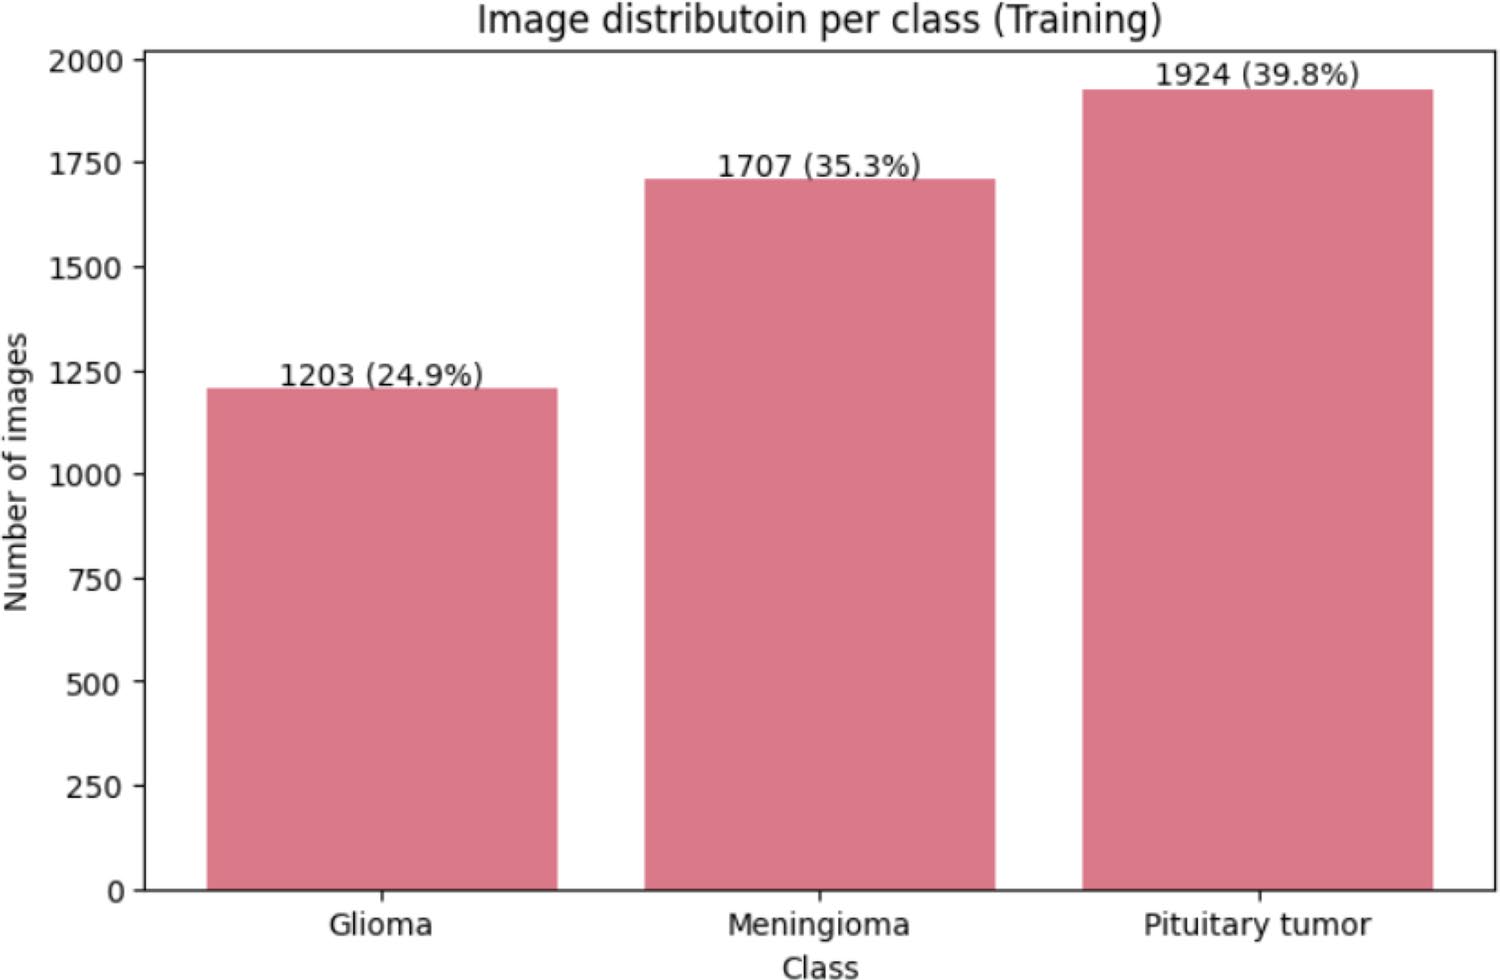 Image distributoin per class (Training)
2000
1750
1500
1250
1000
750
500
250
0
Number of images
1203 (24.9%)
1707 (35.3%)
1924 (39.8%)
Glioma
Meningioma
Pituitary tumor
Class